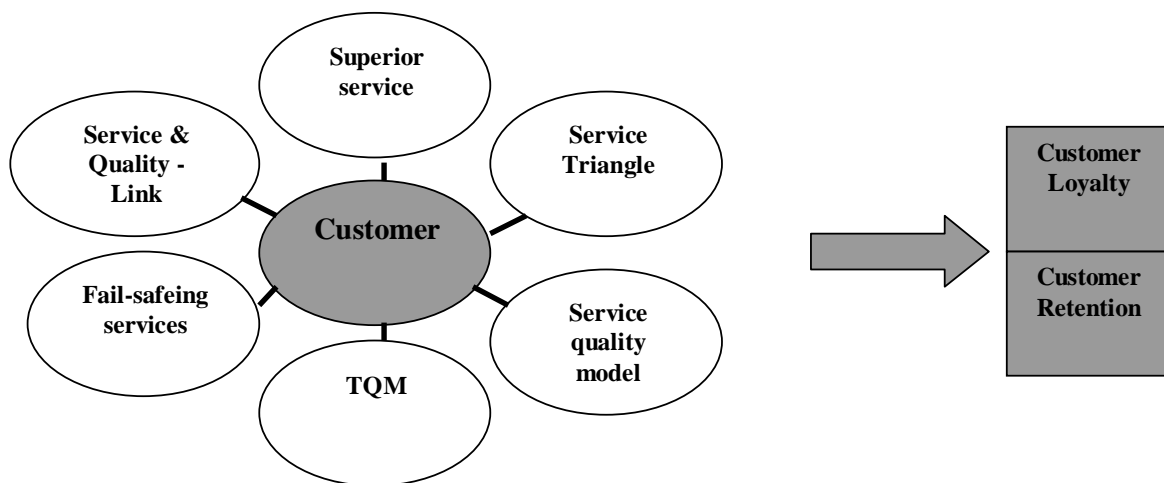 Superior
service
Service &
Quality -
Link
Service
Triangle
Customer
Fail-safeing
services
Service
quality
model
TQM
Customer
Loyalty
Customer
Retention